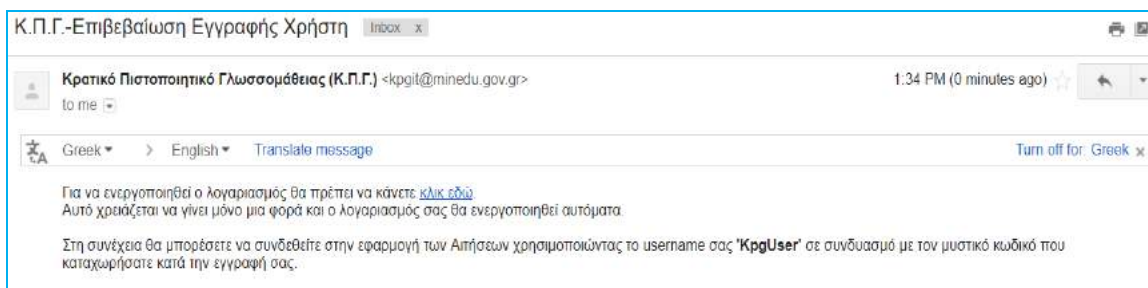 Κ.Π.Γ.-Επιβεβαίωση Εγγραφής Χρήστη Inbox x
Κρατικό Πιστοποιητικό Γλωσσομάθειας (Κ.Π.Γ.) <kpgit@minedu.gov.gr> 1:34 PM (0 minutes ago)
to me
Greek > English Translate message Turn off for: Greek x
Για να ενεργοποιηθεί ο λογαριασμός θα πρέπει να κάνετε κλικ εδώ.
Αυτό χρειάζεται να γίνει μόνο μια φορά και ο λογαριασμός σας θα ενεργοποιηθεί αυτόματα.
Στη συνέχεια θα μπορέσετε να συνδεθείτε στην εφαρμογή των Αιτήσεων χρησιμοποιώντας το username σας 'KpgUser' σε συνδυασμό με τον μυστικό κωδικό που
καταχωρήσατε κατά την εγγραφή σας.